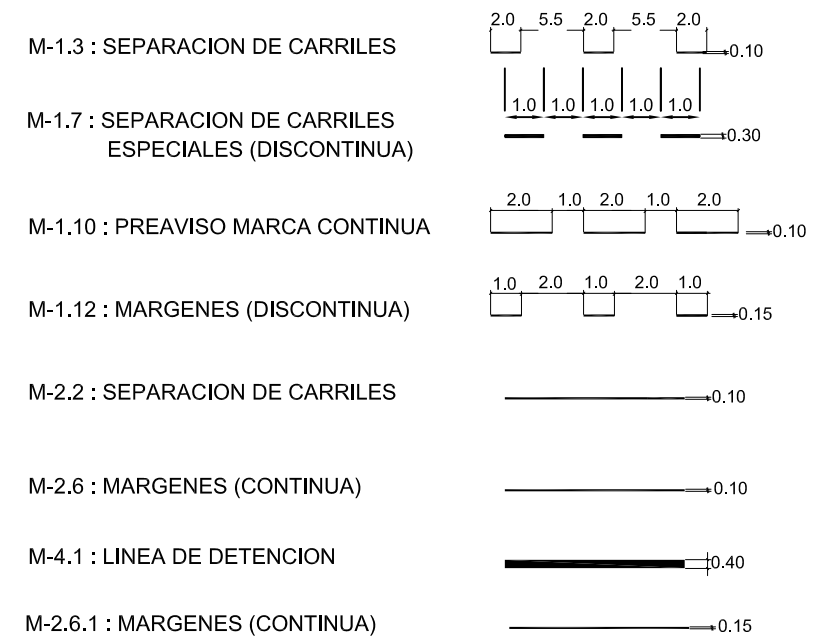 2.0 5.5 2.0 5.5 2.0
M-1.3 : SEPARACION DE CARRILES 0.10
1.0 1.0 1.0 1.0 1.0
M-1.7 : SEPARACION DE CARRILES 0.30
ESPECIALES (DISCONTINUA)
2.0 1.0 2.0 1.0 2.0
M-1.10 : PREAVISO MARCA CONTINUA 0.10
1.0 2.0 1.0 2.0 1.0
M-1.12 : MARGENES (DISCONTINUA) 0.15
M-2.2 : SEPARACION DE CARRILES 0.10
M-2.6 : MARGENES (CONTINUA) 0.10
M-4.1 : LINEA DE DETENCION 0.40
M-2.6.1 : MARGENES (CONTINUA) 0.15